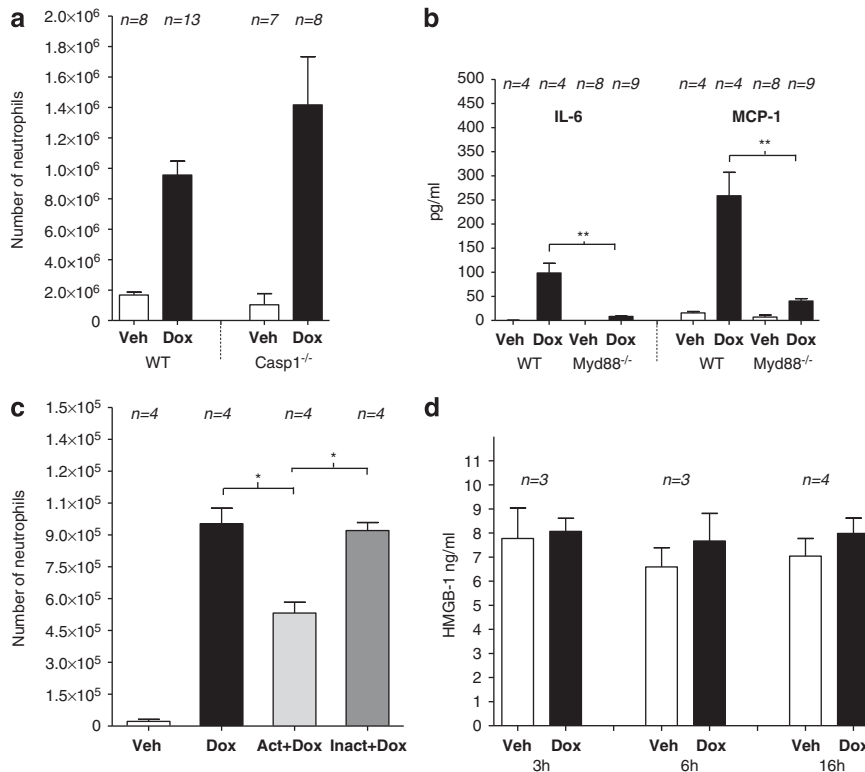 a
n=8 n=13 n=7 n=8
2.0×10⁶
1.8×10⁶
1.6×10⁶
1.4×10⁶
1.2×10⁶
1.0×10⁶
8.0×10⁶
6.0×10⁶
4.0×10⁶
2.0×10⁶
0
Number of neutrophils
Veh Dox Veh Dox
WT Casp1⁻/⁻
b
500
450
400
350
300
250
200
150
100
50
0
pg/ml
n=4 n=4 n=8 n=9 n=4 n=4 n=8 n=9
IL-6 MCP-1
**
**
Veh Dox Veh Dox Veh Dox Veh Dox
WT Myd88⁻/⁻ WT Myd88⁻/⁻
c
1.5×10⁵
1.4×10⁵
1.2×10⁵
1.1×10⁵
9.0×10⁵
7.5×10⁵
6.0×10⁵
4.5×10⁵
3.0×10⁵
1.5×10⁵
0
Number of neutrophils
n=4 n=4 n=4 n=4
*
*
Veh Dox Act+Dox Inact+Dox
d
11
10
9
8
7
6
5
4
3
2
1
0
HMGB-1 ng/ml
n=3 n=3 n=4
Veh Dox Veh Dox Veh Dox
3h 6h 16h